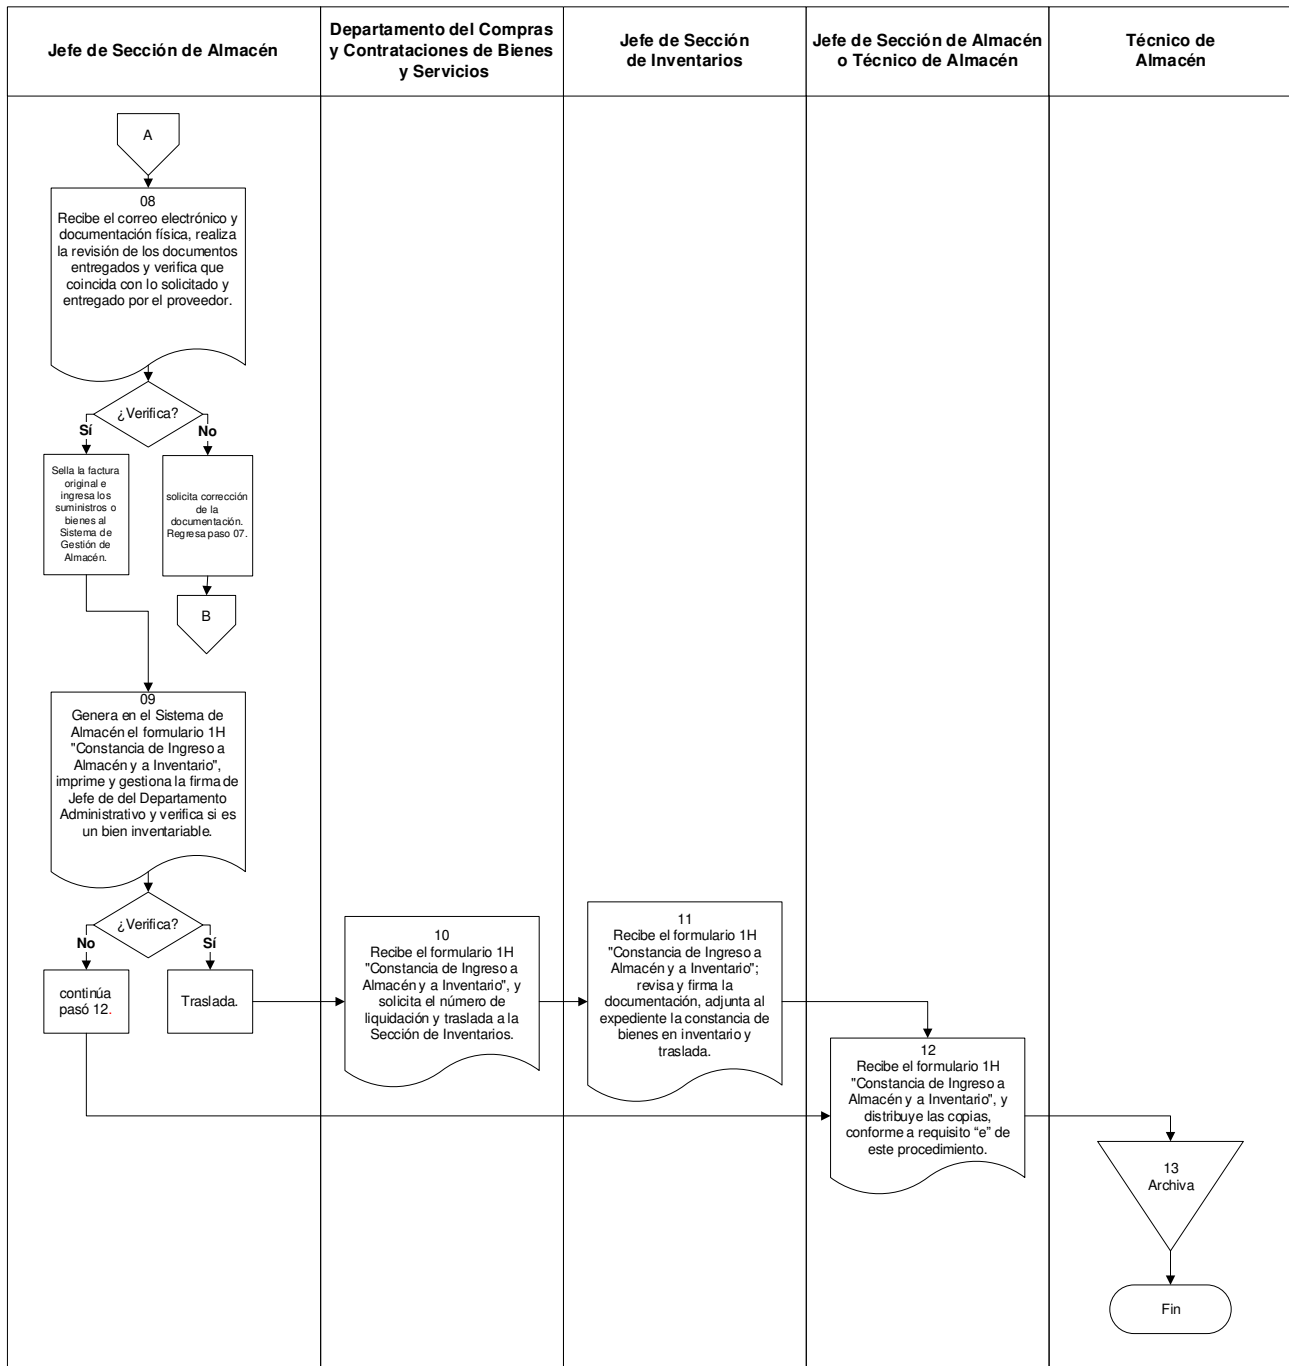 Jefe de Sección de Almacén
Departamento del Compras
y Contrataciones de Bienes
y Servicios
Jefe de Sección
de Inventarios
Jefe de Sección de Almacén
o Técnico de Almacén
Técnico de
Almacén
A
08
Recibe el correo electrónico y
documentación física, realiza
la revisión de los documentos
entregados y verifica que
coincida con lo solicitado y
entregado por el proveedor.
¿Verifica?
Sí
No
Sella la factura
original e
ingresa los
suministros o
bienes al
Sistema de
Gestión de
Almacén.
solicita corrección
de la
documentación.
Regresa paso 07.
B
09
Genera en el Sistema de
Almacén el formulario 1H
"Constancia de Ingreso a
Almacén y a Inventario",
imprime y gestiona la firma de
Jefe de del Departamento
Administrativo y verifica si es
un bien inventariable.
¿Verifica?
No
Sí
continúa
pasó 12.
Traslada.
10
Recibe el formulario 1H
"Constancia de Ingreso a
Almacén y a Inventario", y
solicita el número de
liquidación y traslada a la
Sección de Inventarios.
11
Recibe el formulario 1H
"Constancia de Ingreso a
Almacén y a Inventario";
revisa y firma la
documentación, adjunta al
expediente la constancia de
bienes en inventario y
traslada.
12
Recibe el formulario 1H
"Constancia de Ingreso a
Almacén y a Inventario", y
distribuye las copias,
conforme a requisito “e” de
este procedimiento.
13
Archiva
Fin